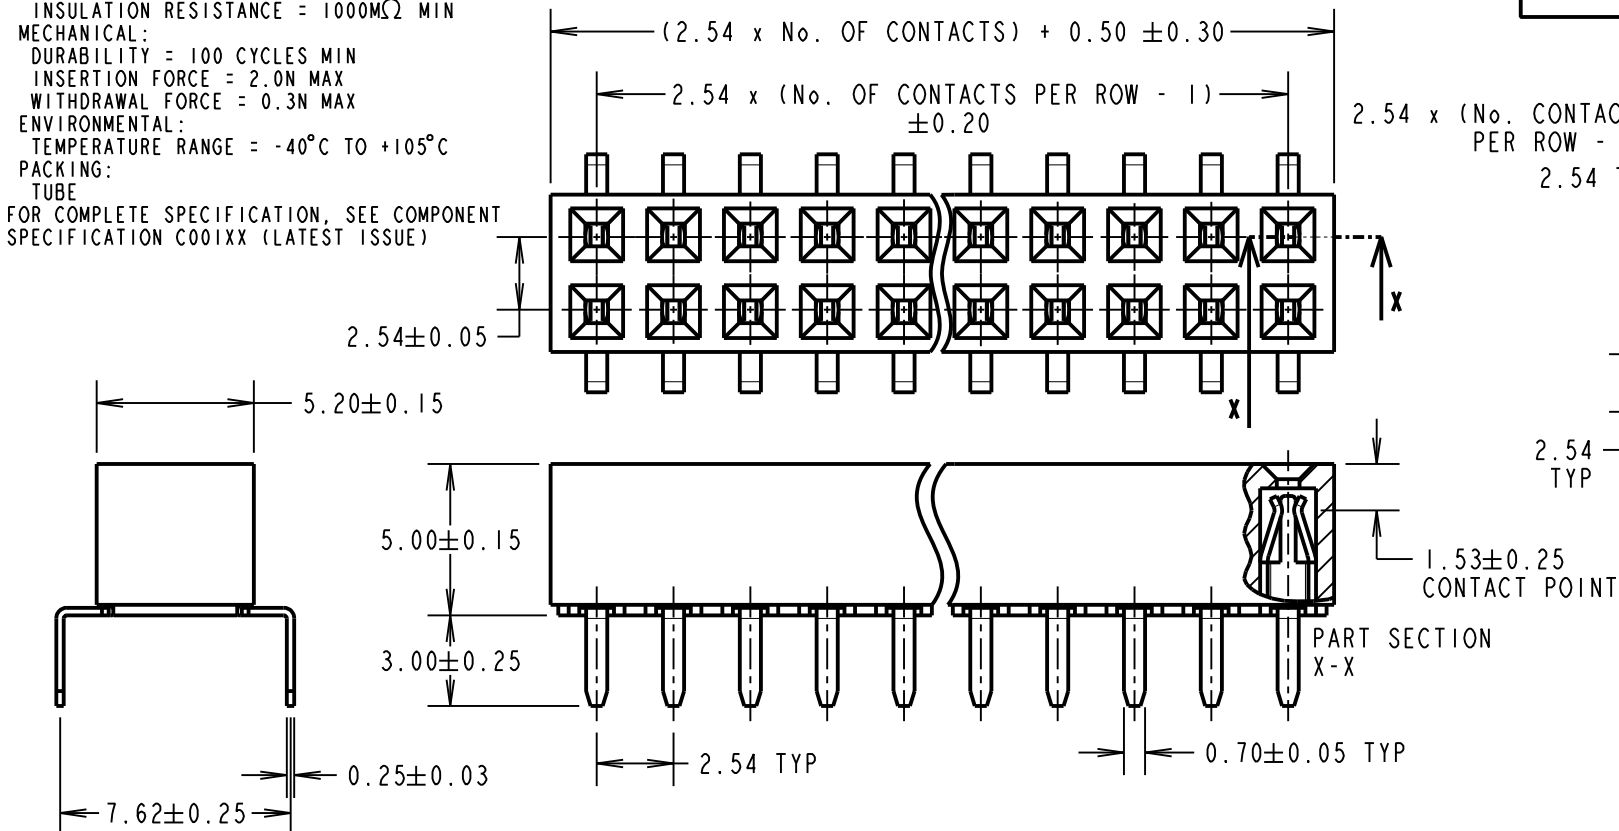 INSULATION RESISTANCE = 1000MΩ MIN
MECHANICAL:
DURABILITY = 100 CYCLES MIN
INSERTION FORCE = 2.0N MAX
WITHDRAWAL FORCE = 0.3N MAX
ENVIRONMENTAL:
TEMPERATURE RANGE = -40°C TO +105°C
PACKING:
TUBE
FOR COMPLETE SPECIFICATION, SEE COMPONENT
SPECIFICATION C001XX (LATEST ISSUE)
(2.54 x No. OF CONTACTS) + 0.50 ±0.30
2.54 x (No. OF CONTACTS PER ROW - 1)
±0.20
2.54 x (No. CONTAC
PER ROW -
2.54
2.54±0.05
X
X
5.20±0.15
2.54
TYP
5.00±0.15
1.53±0.25
CONTACT POINT
3.00±0.25
PART SECTION
X-X
2.54 TYP
0.70±0.05 TYP
0.25±0.03
7.62±0.25